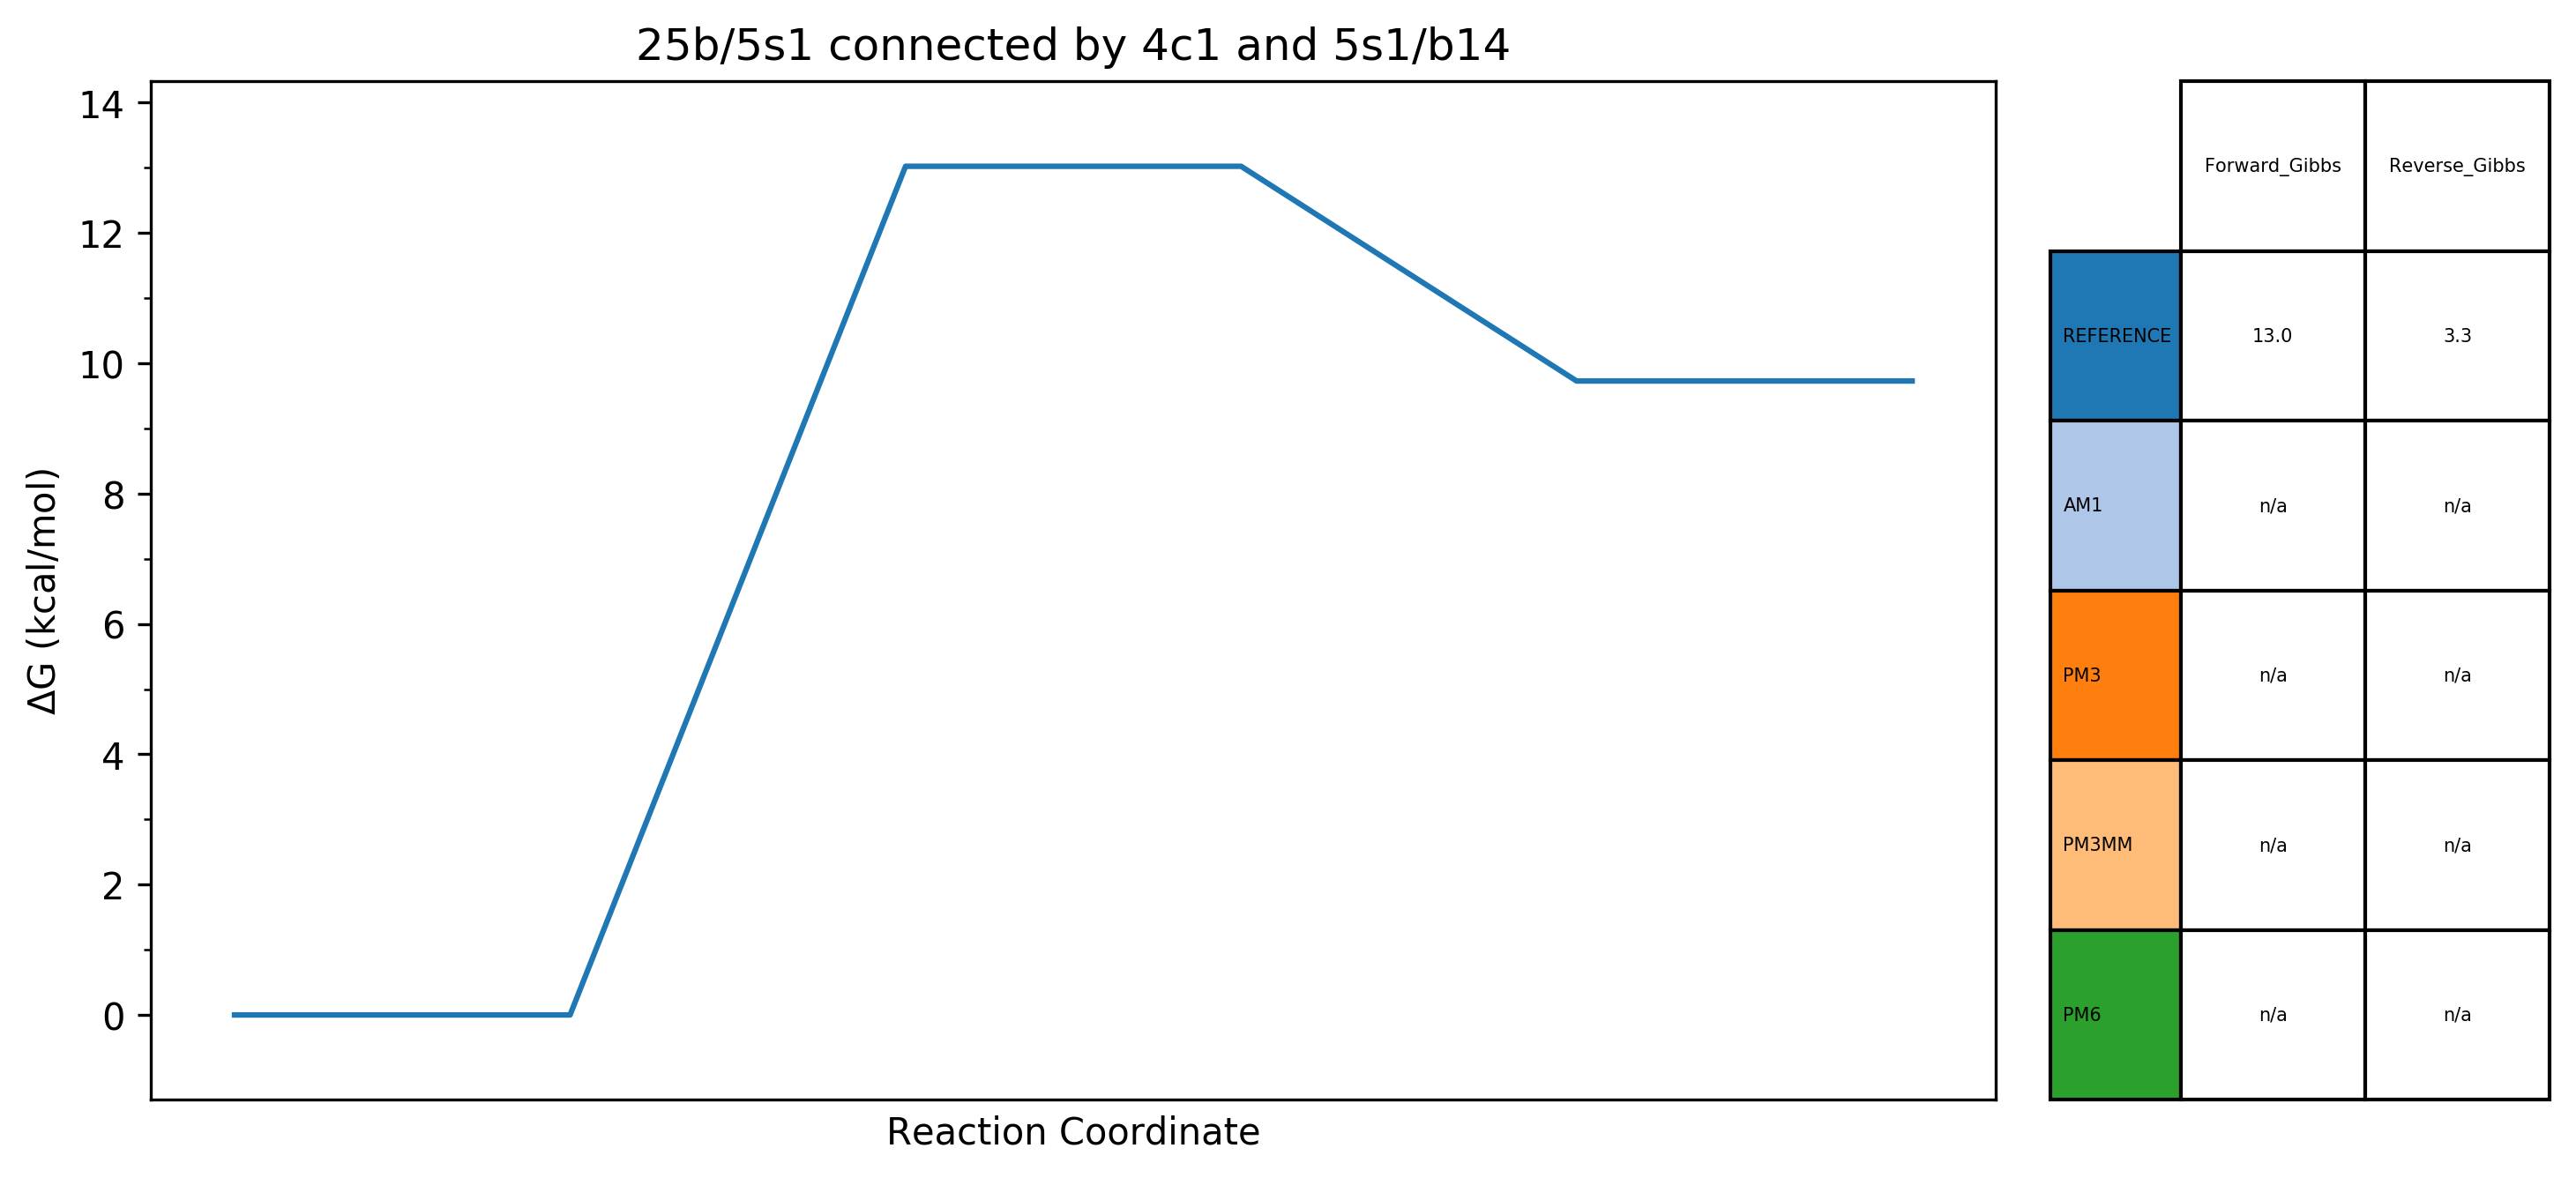 25b/5s1 connected by 4c1 and 5s1/b14
14
12
10
8
6
4
2
0
ΔG (kcal/mol)
Reaction Coordinate
Forward_Gibbs Reverse_Gibbs
REFERENCE 13.0 3.3
AM1 n/a n/a
PM3 n/a n/a
PM3MM n/a n/a
PM6 n/a n/a